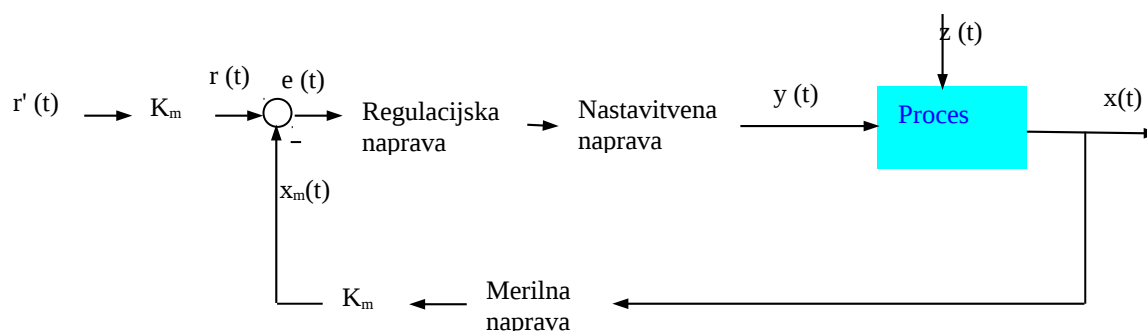 z (t)
r (t)
e (t)
r' (t)
Kₘ
Regulacijska
naprava
Nastavitvena
naprava
y (t)
Proces
x(t)
−
xₘ(t)
Kₘ
Merilna
naprava